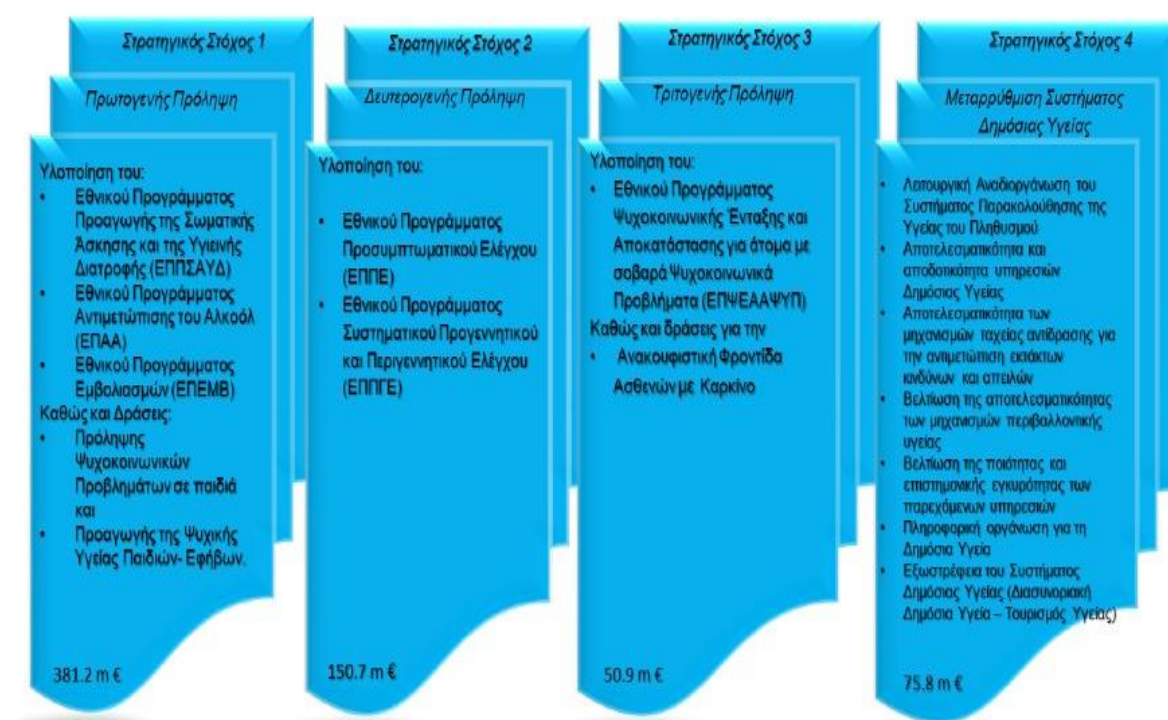 Στρατηγικός Στόχος 1
Πρωτογενής Πρόληψη
Υλοποίηση του:
• Εθνικού Προγράμματος
Προαγωγής της Σωματικής
Άσκησης και της Υγιεινής
Διατροφής (ΕΠΠΣΑΥΔ)
• Εθνικού Προγράμματος
Αντιμετώπισης του Αλκοόλ
(ΕΠΑΑ)
• Εθνικού Προγράμματος
Εμβολιασμών (ΕΠΕΜΒ)
Καθώς και Δράσεις:
• Πρόληψης
Ψυχοκοινωνικών
Προβλημάτων σε παιδιά
και
• Προαγωγής της Ψυχικής
Υγείας Παιδιών- Εφήβων.
381.2 m €
Στρατηγικός Στόχος 2
Δευτερογενής Πρόληψη
Υλοποίηση του:
• Εθνικού Προγράμματος
Προσυμπτωματικού Ελέγχου
(ΕΠΠΕ)
• Εθνικού Προγράμματος
Συστηματικού Προγεννητικού
και Περιγεννητικού Ελέγχου
(ΕΠΠΓΕ)
150.7 m €
Στρατηγικός Στόχος 3
Τριτογενής Πρόληψη
Υλοποίηση του:
• Εθνικού Προγράμματος
Ψυχοκοινωνικής Ένταξης και
Αποκατάστασης για άτομα με
σοβαρά Ψυχοκοινωνικά
Προβλήματα (ΕΠΨΕΑΑΨΥΠ)
Καθώς και δράσεις για την
• Ανακουφιστική Φροντίδα
Ασθενών με Καρκίνο
50.9 m €
Στρατηγικός Στόχος 4
Μεταρρύθμιση Συστήματος
Δημόσιας Υγείας
• Λειτουργική Αναδιοργάνωση του
Συστήματος Παρακολούθησης της
Υγείας του Πληθυσμού
• Αποτελεσματικότητα και
αποδοτικότητα υπηρεσιών
Δημόσιας Υγείας
• Αποτελεσματικότητα των
μηχανισμών ταχείας αντίδρασης για
την αντιμετώπιση εκτάκτων
κινδύνων και απειλών
• Βελτίωση της αποτελεσματικότητας
των μηχανισμών περιβαλλοντικής
υγείας
• Βελτίωση της ποιότητας και
επιστημονικής εγκυρότητας των
παρεχόμενων υπηρεσιών
• Πληροφορική οργάνωση για τη
Δημόσια Υγεία
• Εξωστρέφεια του Συστήματος
Δημόσιας Υγείας (Διασυνοριακή
Δημόσια Υγεία – Τουρισμός Υγείας)
75.8 m €